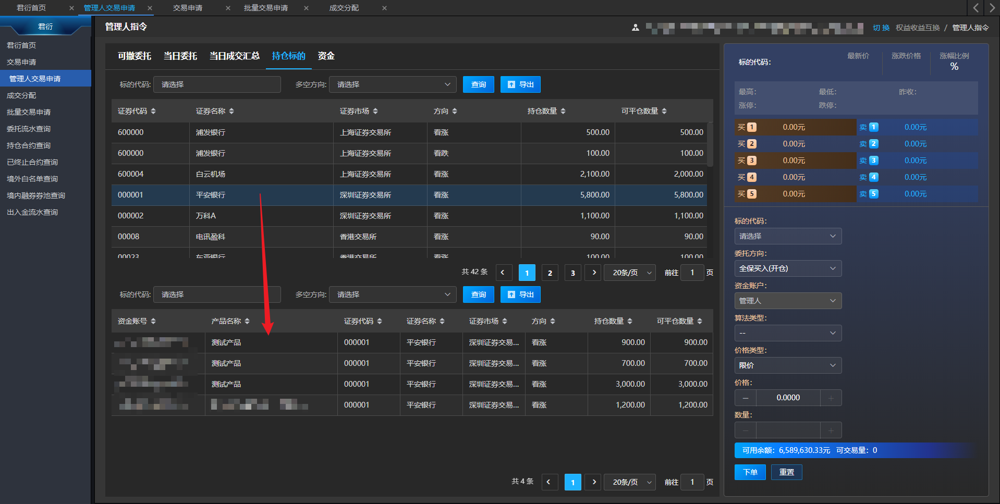 君衍首页 管理人交易申请 交易申请 批量交易申请 成交分配
君衍
君衍首页
交易申请
管理人交易申请
成交分配
批量交易申请
委托流水查询
持仓合约查询
已终止合约查询
境外白名单查询
境内融券券池查询
出入金流水查询
管理人指令
切 换 权益收益互换 / 管理人指令
可撤委托 当日委托 当日成交汇总 持仓标的 资金
标的代码: 请选择 多空方向: 请选择 查询 导出
证券代码 证券名称 证券市场 方向 持仓数量 可平仓数量
600000 浦发银行 上海证券交易所 看涨 500.00 500.00
600000 浦发银行 上海证券交易所 看跌 100.00 100.00
600004 白云机场 上海证券交易所 看涨 2,100.00 2,000.00
000001 平安银行 深圳证券交易所 看涨 5,800.00 5,800.00
000002 万科A 深圳证券交易所 看涨 1,100.00 1,100.00
00008 电讯盈科 香港交易所 看涨 90.00 90.00
00023 东亚银行 香港交易所 看涨 100.00 100.00
共 42 条 1 2 3 20条/页 前往 1 页
标的代码: 请选择 多空方向: 请选择 查询 导出
资金账号 产品名称 证券代码 证券名称 证券市场 方向 持仓数量 可平仓数量
测试产品 000001 平安银行 深圳证券交易... 看涨 900.00 900.00
测试产品 000001 平安银行 深圳证券交易... 看涨 700.00 700.00
测试产品 000001 平安银行 深圳证券交易... 看涨 3,000.00 3,000.00
000001 平安银行 深圳证券交易... 看涨 1,200.00 1,200.00
共 4 条 1 20条/页 前往 1 页
标的代码: 最新价 涨跌价格 涨幅比例
%
最高: 最低: 昨收:
涨停: 跌停:
买 1 0.00元 卖 1 0.00元
买 2 0.00元 卖 2 0.00元
买 3 0.00元 卖 3 0.00元
买 4 0.00元 卖 4 0.00元
买 5 0.00元 卖 5 0.00元
标的代码:
请选择
委托方向:
全保买入(开仓)
资金账户:
管理人
算法类型:
--
价格类型:
限价
价格:
0.0000
数量:
可用余额: 6,589,630.33元 可交易量: 0
下单 重置